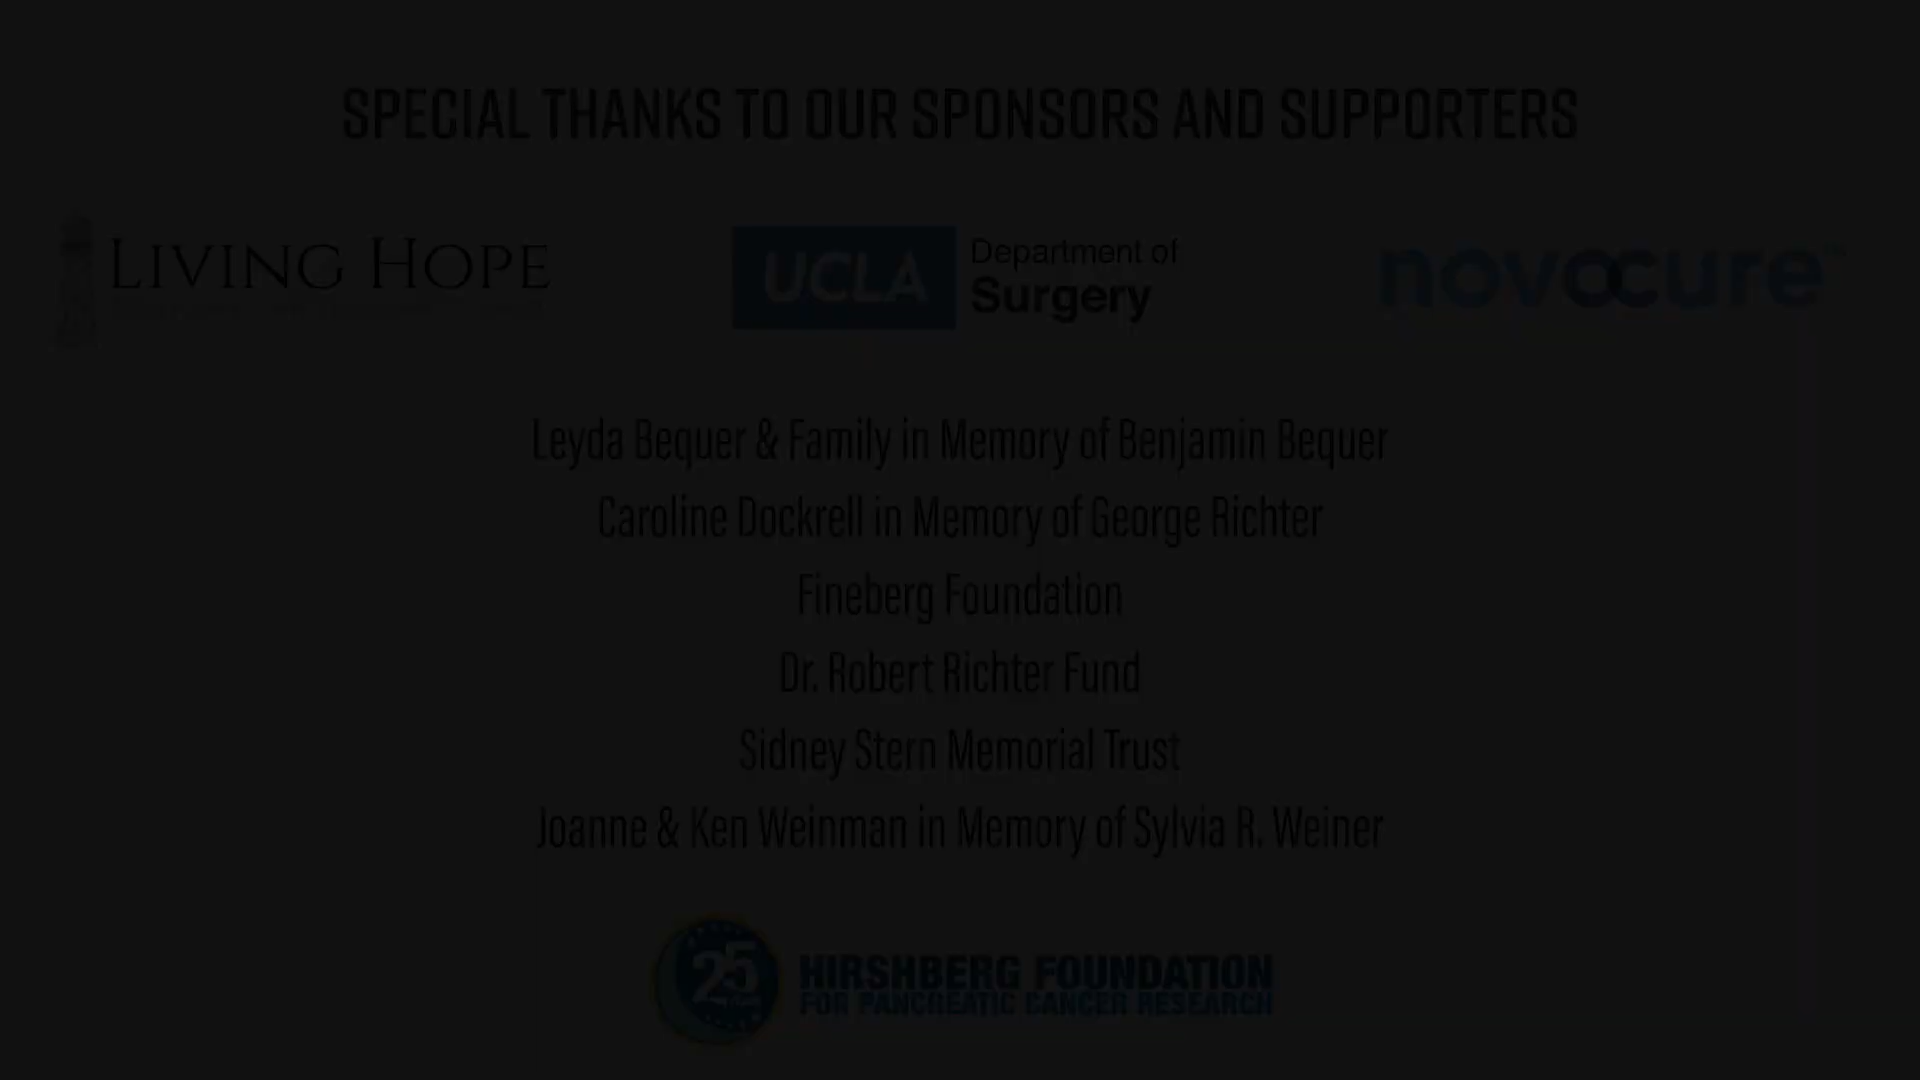 SPECIAL THANKS TO OUR SPONSORS AND SUPPORTERS
LIVING HOPE
UCLA Department of
Surgery
novocure™
Leyda Bequer & Family in Memory of Benjamin Bequer
Caroline Dockrell in Memory of George Richter
Fineberg Foundation
Dr. Robert Richter Fund
Sidney Stern Memorial Trust
Joanne & Ken Weinman in Memory of Sylvia R. Weiner
25
HIRSHBERG FOUNDATION
FOR PANCREATIC CANCER RESEARCH